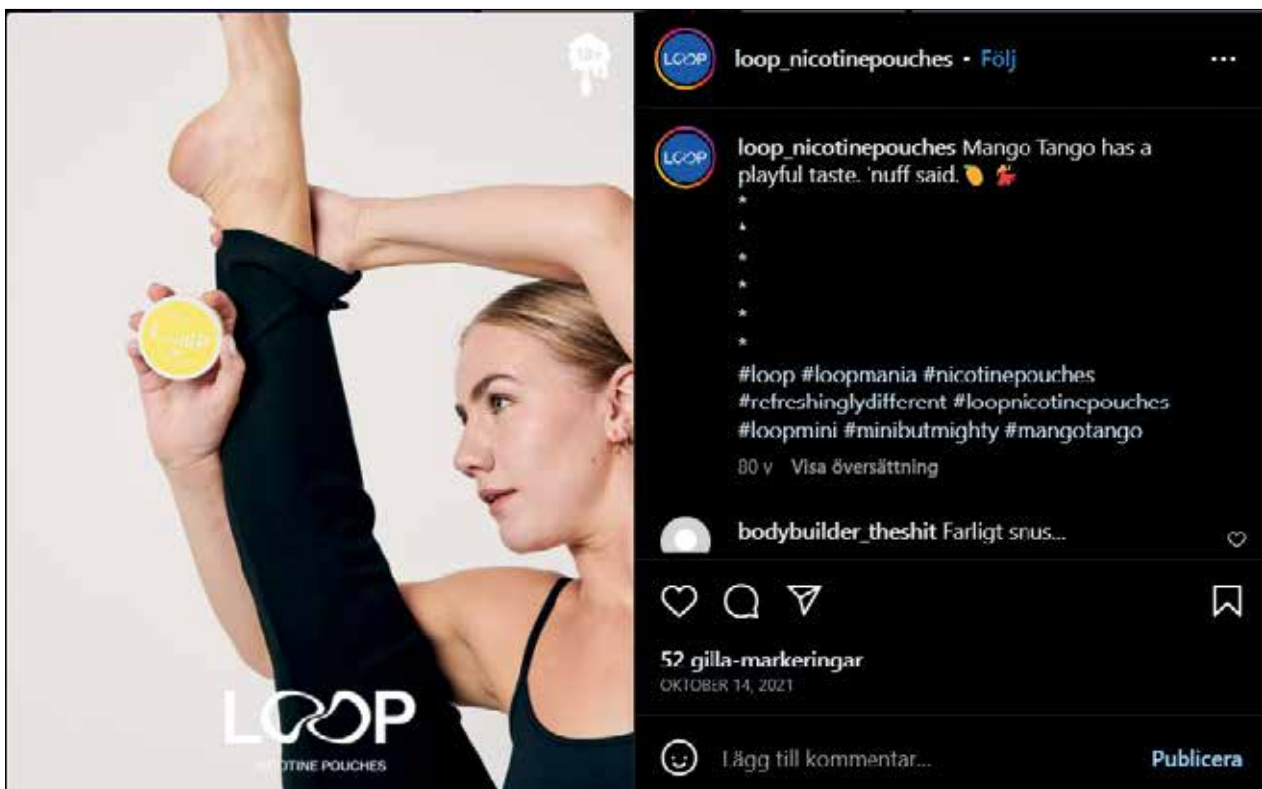 18+
LOOP
NICOTINE POUCHES
LOOP
loop_nicotinepouches • Följ
LOOP
loop_nicotinepouches Mango Tango has a
playful taste. 'nuff said.🥭 💃
*
*
*
*
*
*
#loop #loopmania #nicotinepouches
#refreshinglydifferent #loopnicotinepouches
#loopmini #minibutmighty #mangotango
80 v Visa översättning
bodybuilder_theshit Farligt snus...
52 gilla-markeringar
OKTOBER 14, 2021
Lägg till kommentar...
Publicera